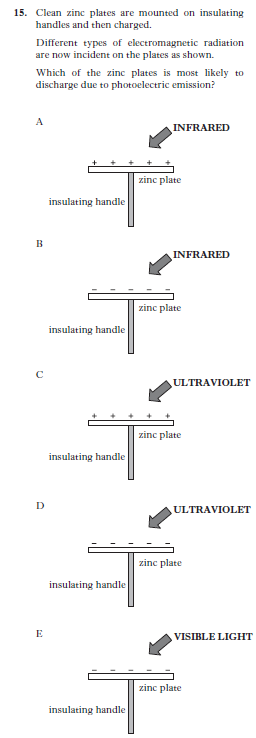 15. Clean zinc plates are mounted on insulating
handles and then charged.
Different types of electromagnetic radiation
are now incident on the plates as shown.
Which of the zinc plates is most likely to
discharge due to photoelectric emission?
A
INFRARED
+ + + + +
zinc plate
insulating handle
B
INFRARED
– – – – –
zinc plate
insulating handle
C
ULTRAVIOLET
+ + + + +
zinc plate
insulating handle
D
ULTRAVIOLET
– – – – –
zinc plate
insulating handle
E
VISIBLE LIGHT
– – – – –
zinc plate
insulating handle